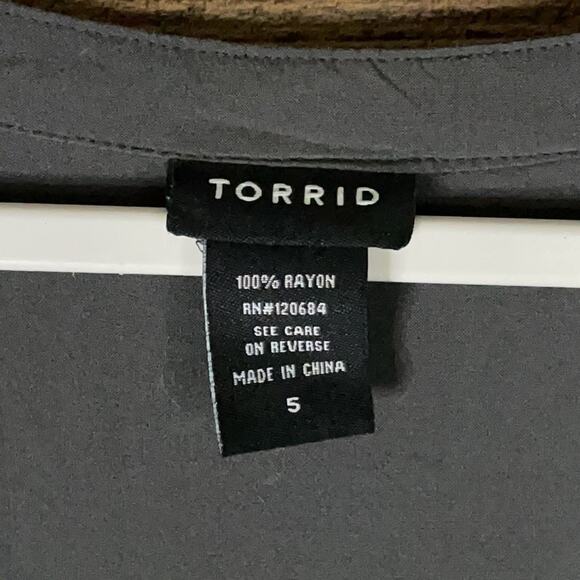 TORRID
100% RAYON
RN#120684
SEE CARE
ON REVERSE
MADE IN CHINA
5